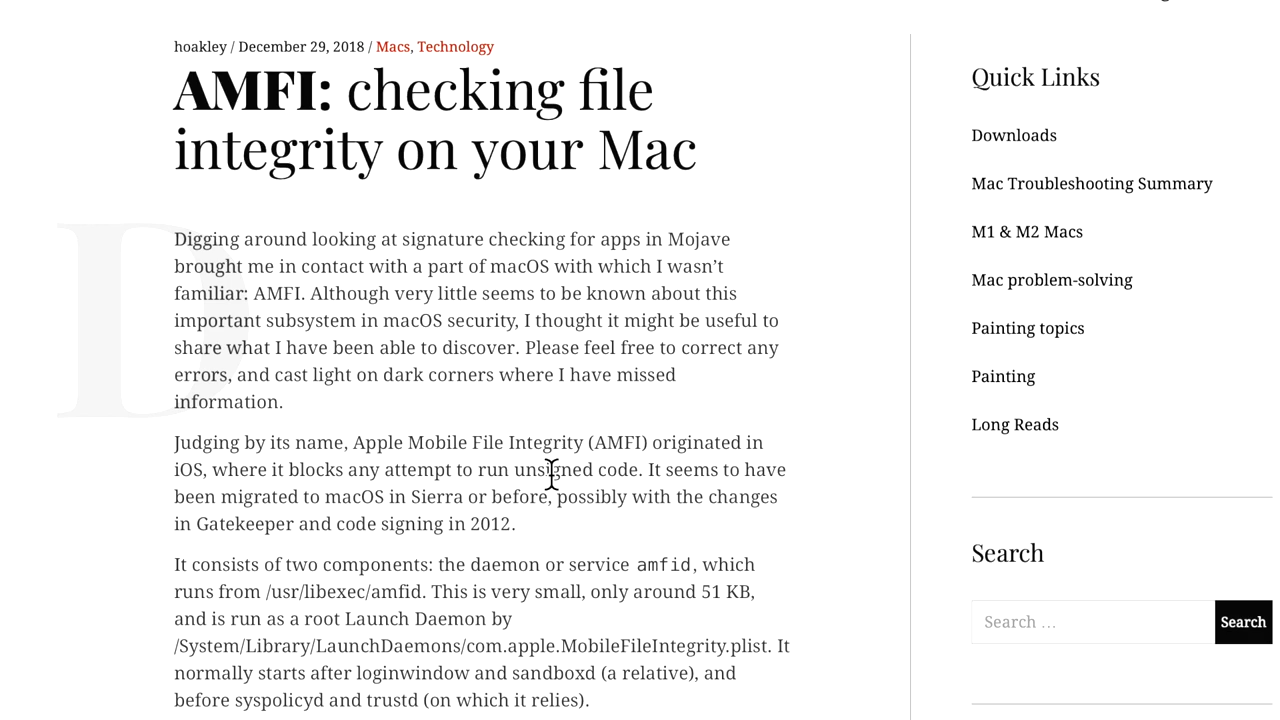 hoakley / December 29, 2018 / Macs, Technology
AMFI: checking file
integrity on your Mac
Digging around looking at signature checking for apps in Mojave
brought me in contact with a part of macOS with which I wasn’t
familiar: AMFI. Although very little seems to be known about this
important subsystem in macOS security, I thought it might be useful to
share what I have been able to discover. Please feel free to correct any
errors, and cast light on dark corners where I have missed
information.
Judging by its name, Apple Mobile File Integrity (AMFI) originated in
iOS, where it blocks any attempt to run unsigned code. It seems to have
been migrated to macOS in Sierra or before, possibly with the changes
in Gatekeeper and code signing in 2012.
It consists of two components: the daemon or service amfid, which
runs from /usr/libexec/amfid. This is very small, only around 51 KB,
and is run as a root Launch Daemon by
/System/Library/LaunchDaemons/com.apple.MobileFileIntegrity.plist. It
normally starts after loginwindow and sandboxd (a relative), and
before syspolicyd and trustd (on which it relies).
Quick Links
Downloads
Mac Troubleshooting Summary
M1 & M2 Macs
Mac problem-solving
Painting topics
Painting
Long Reads
Search
Search …
Search
D